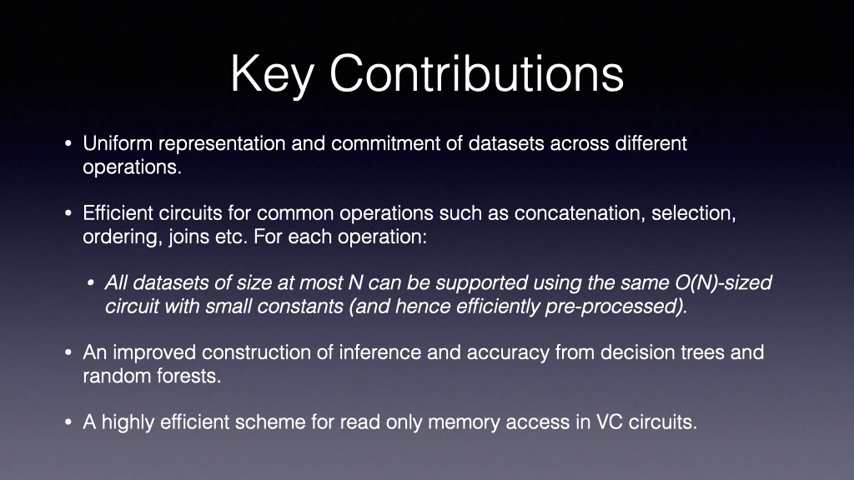 Key Contributions
• Uniform representation and commitment of datasets across different
operations.
• Efficient circuits for common operations such as concatenation, selection,
ordering, joins etc. For each operation:
• All datasets of size at most N can be supported using the same O(N)-sized
circuit with small constants (and hence efficiently pre-processed).
• An improved construction of inference and accuracy from decision trees and
random forests.
• A highly efficient scheme for read only memory access in VC circuits.